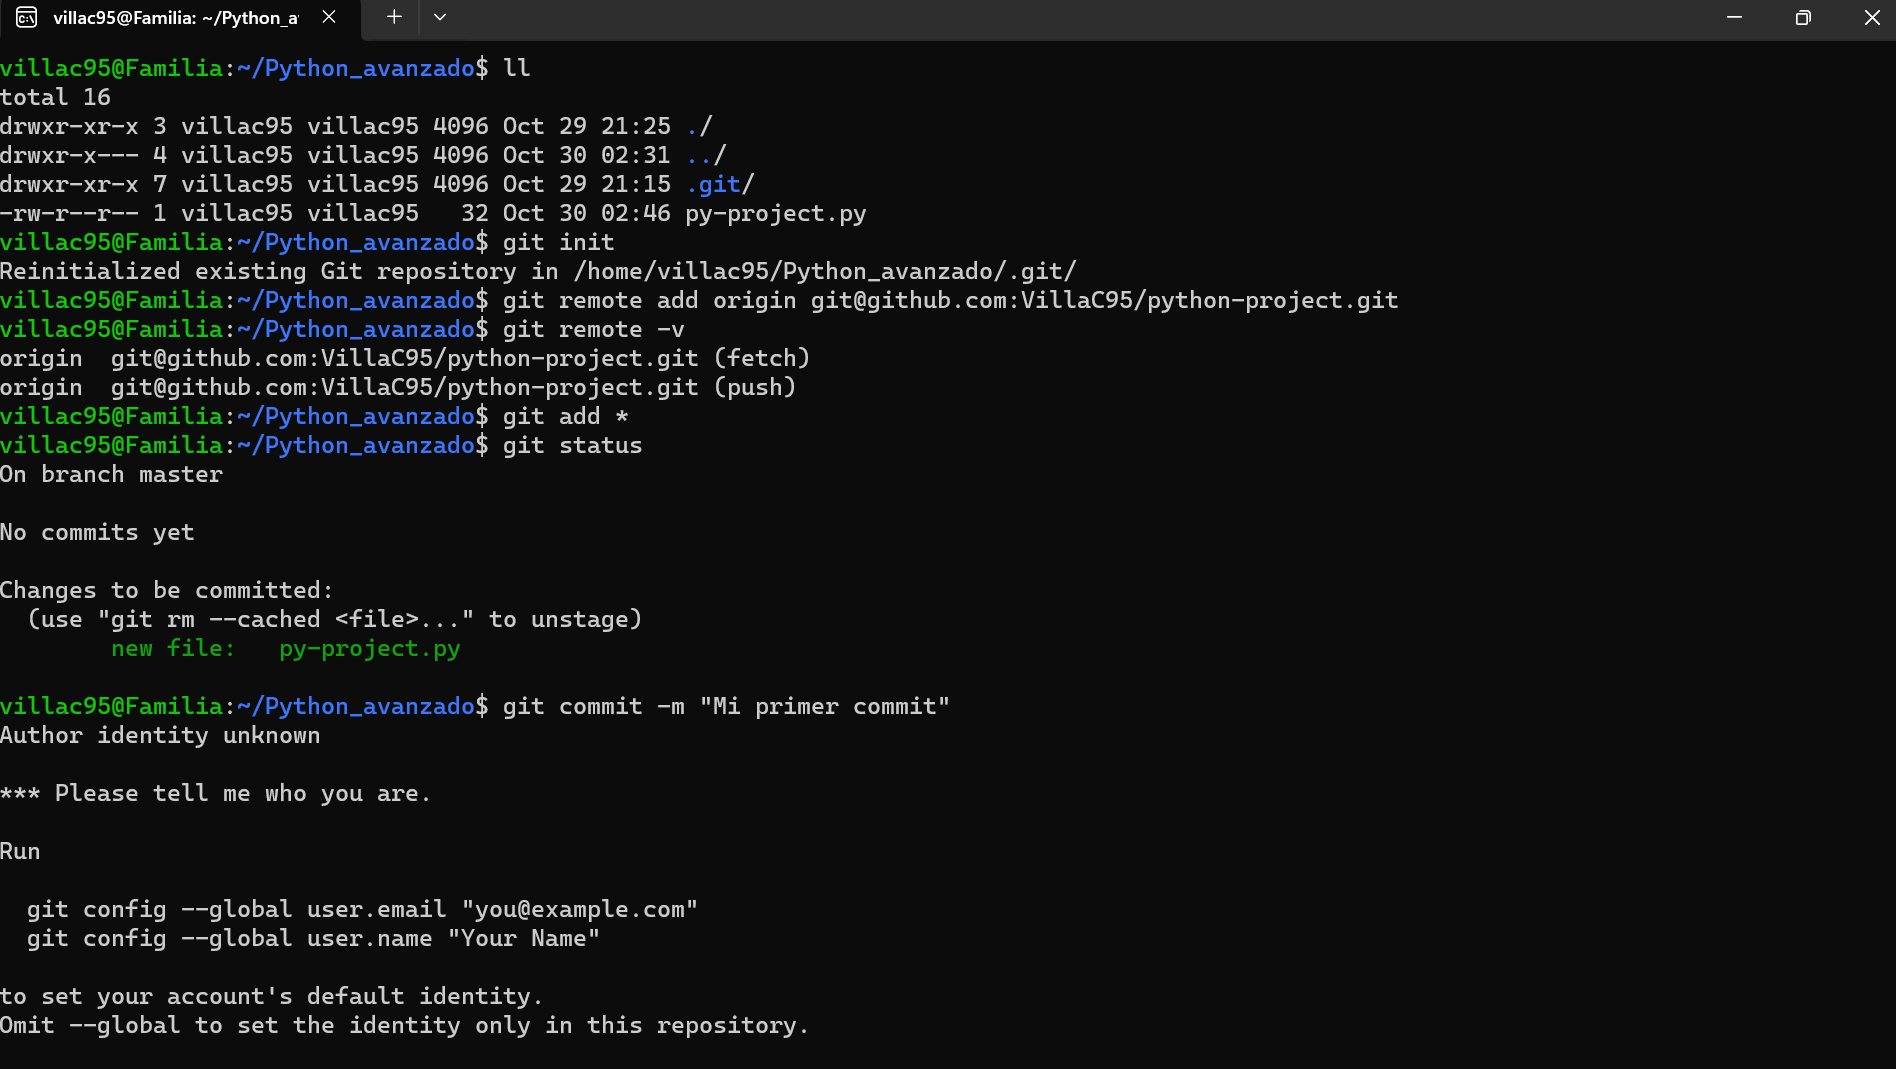 villac95@Familia: ~/Python_a
villac95@Familia:~/Python_avanzado$ ll
total 16
drwxr-xr-x 3 villac95 villac95 4096 Oct 29 21:25 ./
drwxr-x--- 4 villac95 villac95 4096 Oct 30 02:31 ../
drwxr-xr-x 7 villac95 villac95 4096 Oct 29 21:15 .git/
-rw-r--r-- 1 villac95 villac95   32 Oct 30 02:46 py-project.py
villac95@Familia:~/Python_avanzado$ git init
Reinitialized existing Git repository in /home/villac95/Python_avanzado/.git/
villac95@Familia:~/Python_avanzado$ git remote add origin git@github.com:VillaC95/python-project.git
villac95@Familia:~/Python_avanzado$ git remote -v
origin  git@github.com:VillaC95/python-project.git (fetch)
origin  git@github.com:VillaC95/python-project.git (push)
villac95@Familia:~/Python_avanzado$ git add *
villac95@Familia:~/Python_avanzado$ git status
On branch master
No commits yet
Changes to be committed:
  (use "git rm --cached <file>..." to unstage)
        new file:   py-project.py
villac95@Familia:~/Python_avanzado$ git commit -m "Mi primer commit"
Author identity unknown
*** Please tell me who you are.
Run
  git config --global user.email "you@example.com"
  git config --global user.name "Your Name"
to set your account's default identity.
Omit --global to set the identity only in this repository.